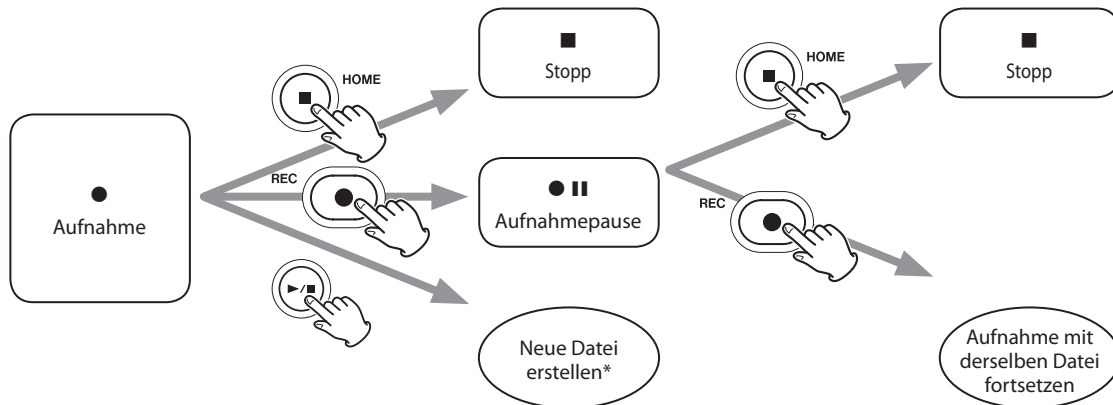 Aufnahme
HOME
REC
Stopp
Aufnahmepause
Neue Datei
erstellen*
HOME
REC
Stopp
Aufnahme mit
derselben Datei
fortsetzen